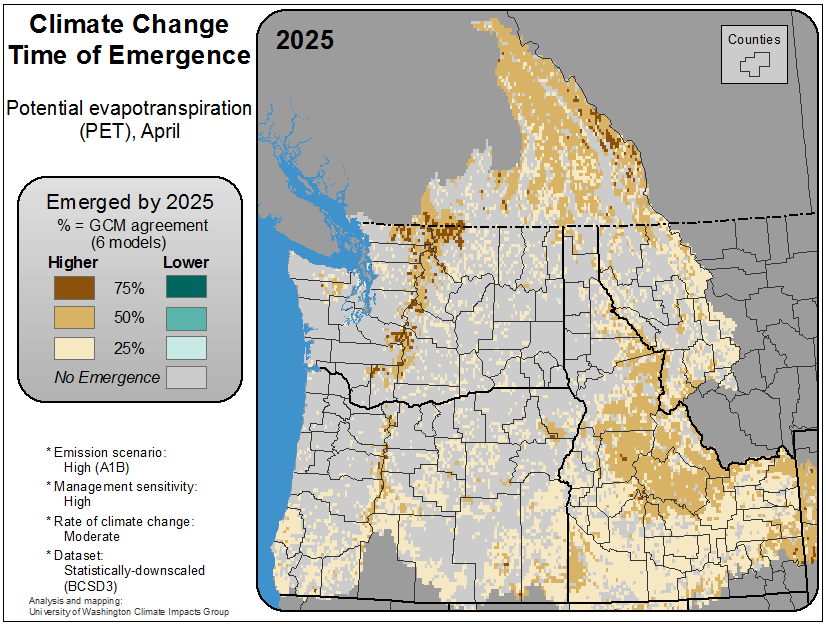 Climate Change
Time of Emergence
Potential evapotranspiration
(PET), April
Emerged by 2025
% = GCM agreement
(6 models)
Higher Lower
75%
50%
25%
No Emergence
* Emission scenario:
High (A1B)
* Management sensitivity:
High
* Rate of climate change:
Moderate
* Dataset:
Statistically-downscaled
(BCSD3)
Analysis and mapping:
University of Washington Climate Impacts Group
2025
Counties